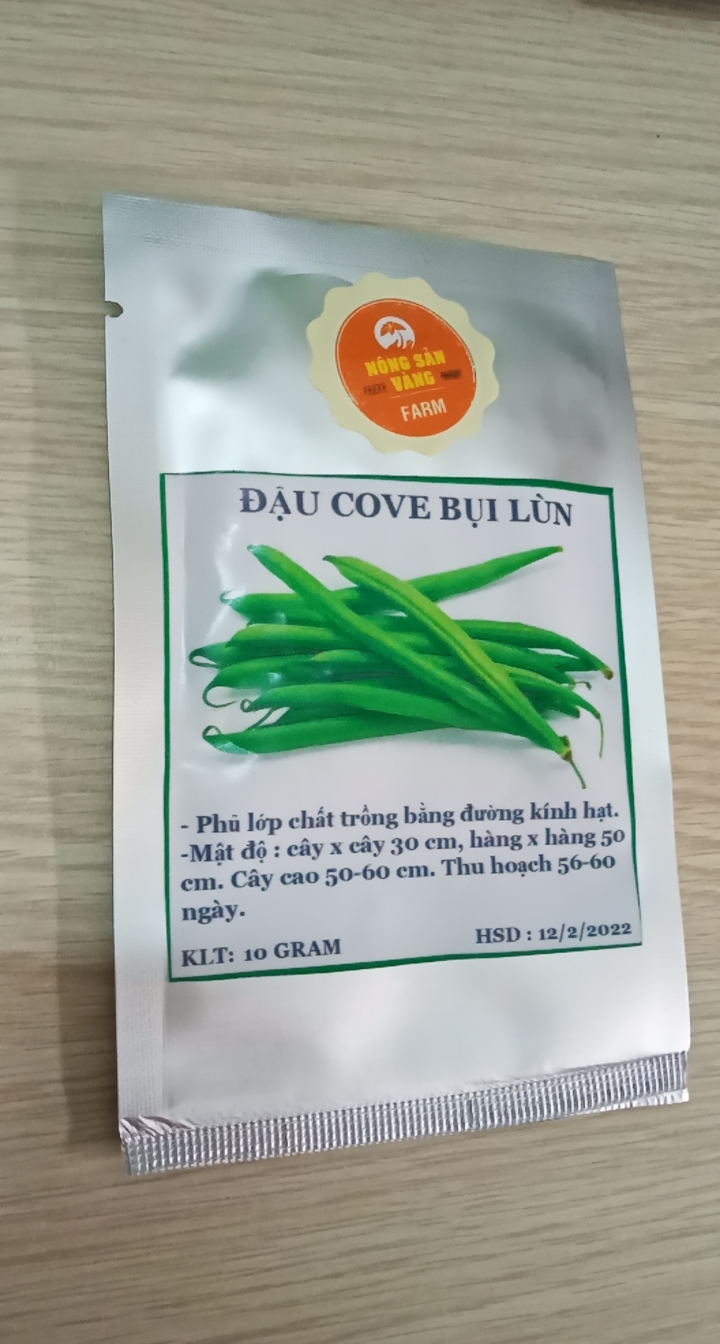 NÔNG SẢN
VÀNG
FARM
ĐẬU COVE BỤI LÙN
- Phủ lớp chất trồng bằng đường kính hạt.
-Mật độ : cây x cây 30 cm, hàng x hàng 50
cm. Cây cao 50-60 cm. Thu hoạch 56-60
ngày.
KLT: 10 GRAM
HSD : 12/2/2022